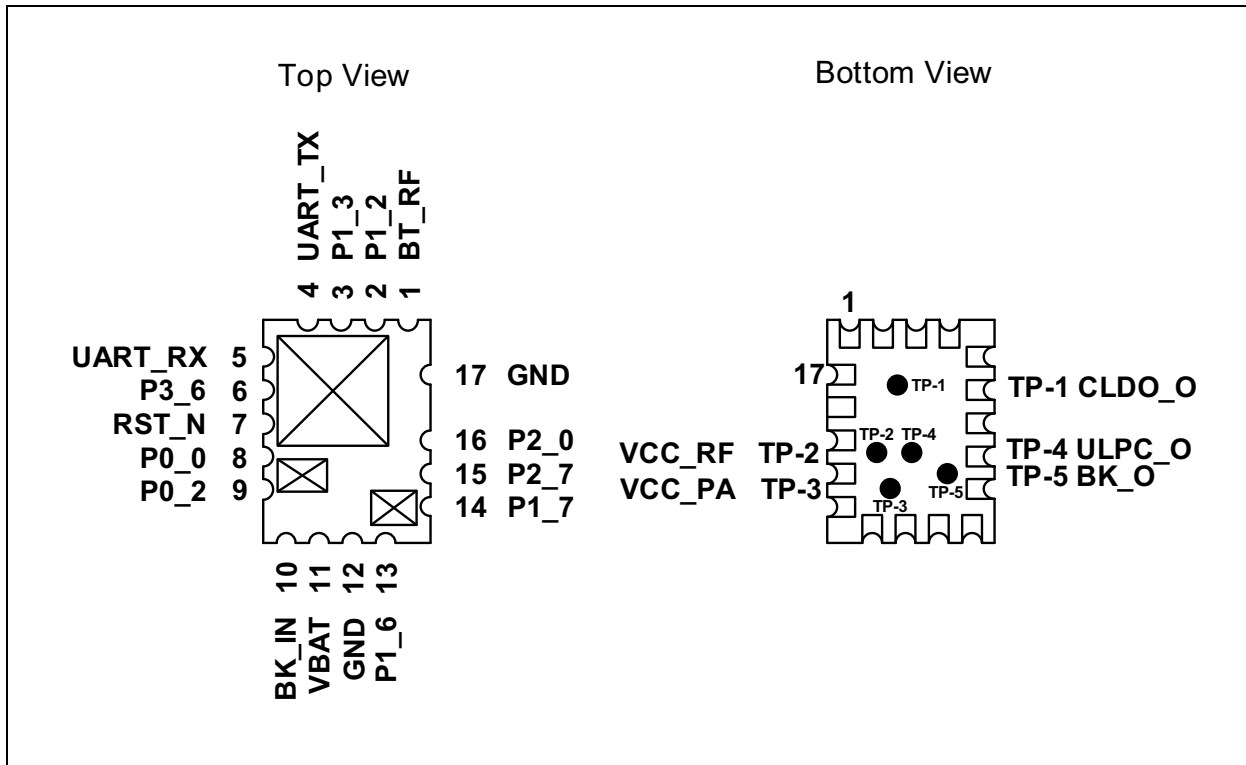 Top View
Bottom View
UART_TX
P1_3
P1_2
BT_RF
4
3
2
1
UART_RX 5
P3_6 6
RST_N 7
P0_0 8
P0_2 9
17 GND
16 P2_0
15 P2_7
14 P1_7
10
11
12
13
BK_IN
VBAT
GND
P1_6
1
17
TP-1
TP-2
TP-4
TP-5
TP-3
TP-1 CLDO_O
VCC_RF TP-2
VCC_PA TP-3
TP-4 ULPC_O
TP-5 BK_O